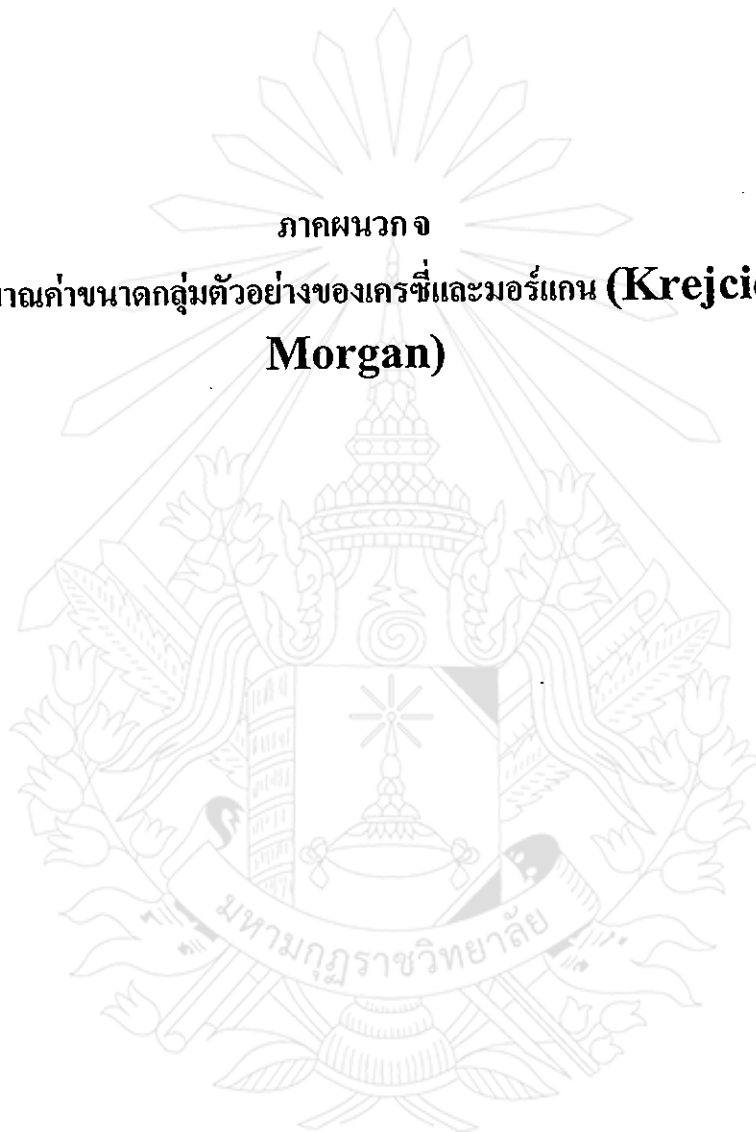 ภาคผนวก จ
าณค่าขนาดกลุ่มตัวอย่างของเครซี่และมอร์แกน (Krejci
Morgan)
มหามกุฏราชวิทยาลัย